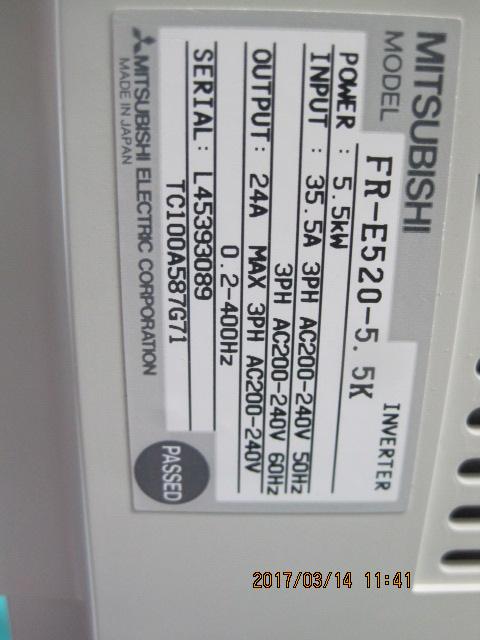 MITSUBISHI
MODEL FR-E520-5.5K INVERTER
POWER : 5.5kW
INPUT : 35.5A 3PH AC200-240V 50Hz
3PH AC200-240V 60Hz
OUTPUT: 24A MAX 3PH AC200-240V
0.2-400Hz
SERIAL: L45393089
TC100A587G71
MITSUBISHI ELECTRIC CORPORATION
MADE IN JAPAN
PASSED
2017/03/14 11:41